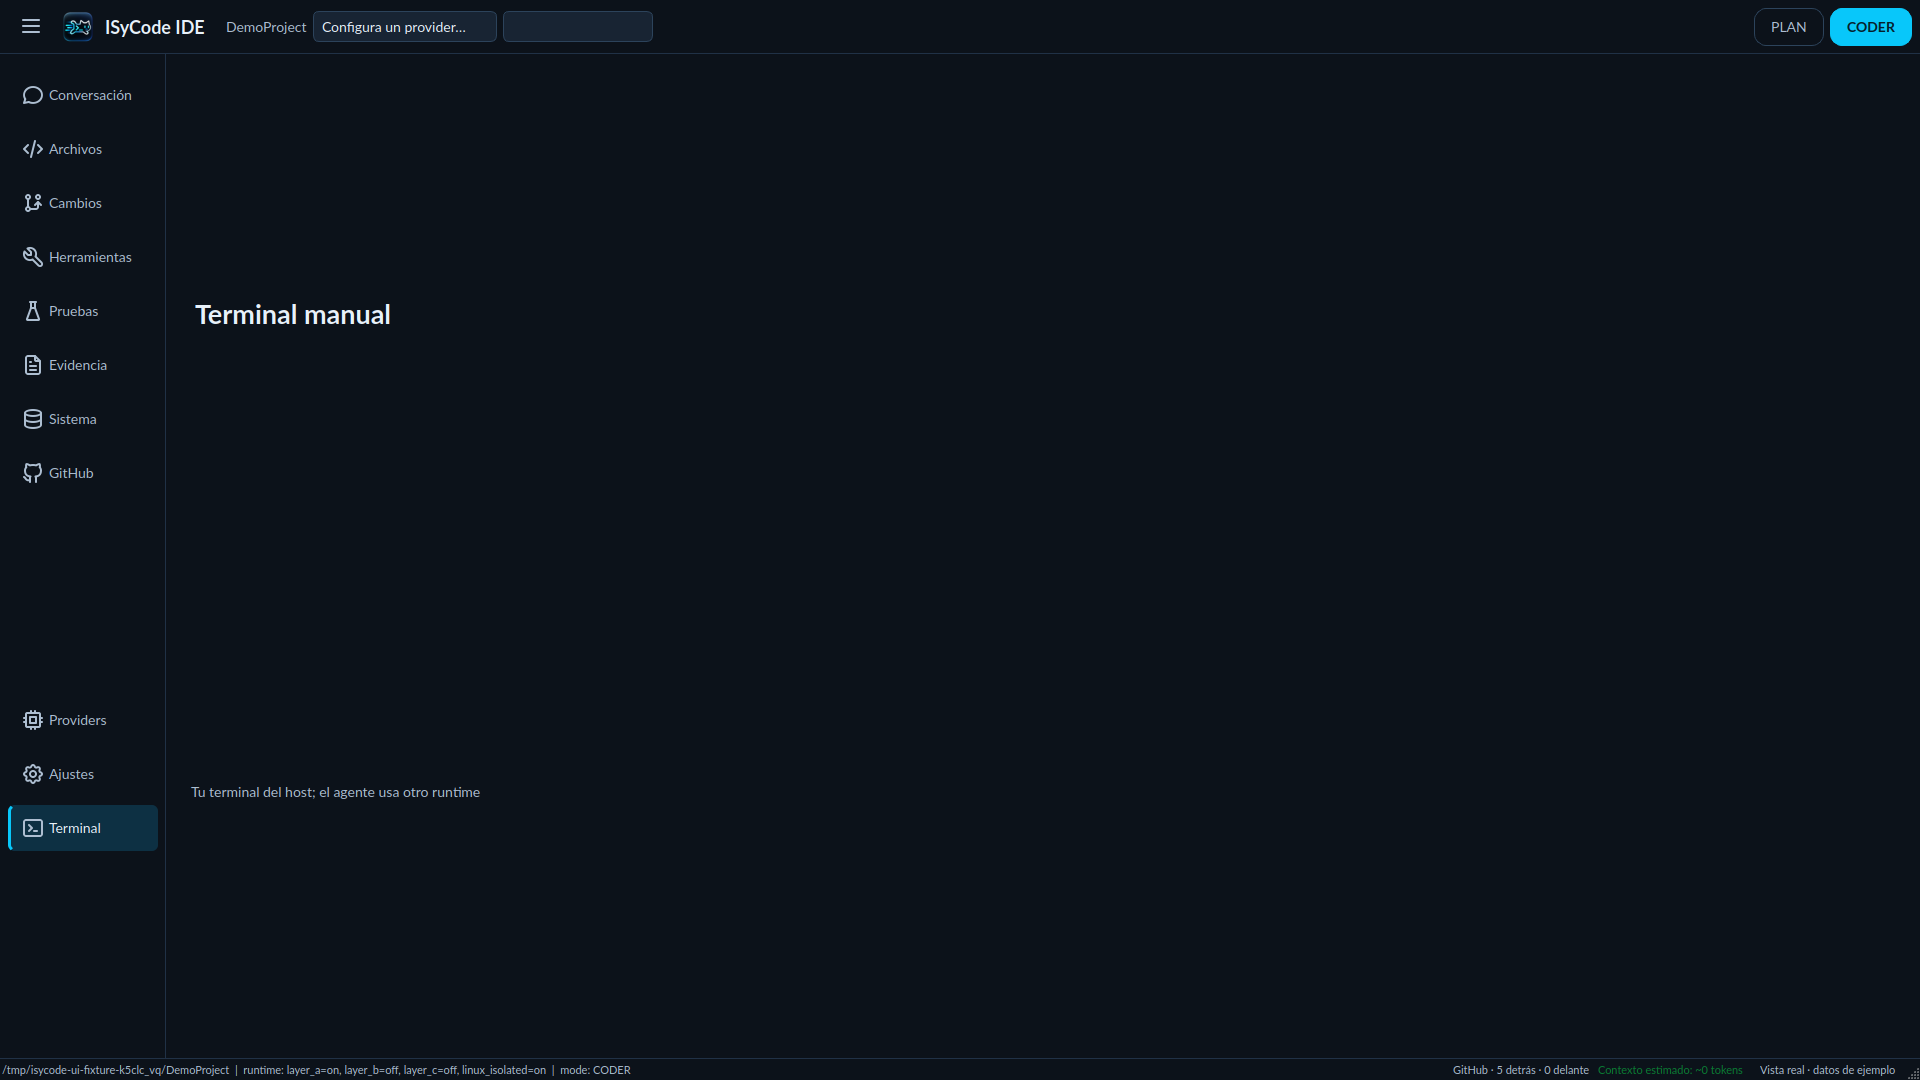 ISyCode IDE DemoProject Configura un provider... PLAN CODER
Conversación
Archivos
Cambios
Herramientas
Pruebas
Evidencia
Sistema
GitHub
Providers
Ajustes
Terminal
Terminal manual
Tu terminal del host; el agente usa otro runtime
/tmp/isycode-ui-fixture-k5clc_vq/DemoProject | runtime: layer_a=on, layer_b=off, layer_c=off, linux_isolated=on | mode: CODER
GitHub · 5 detrás · 0 delante Contexto estimado: ~0 tokens Vista real · datos de ejemplo